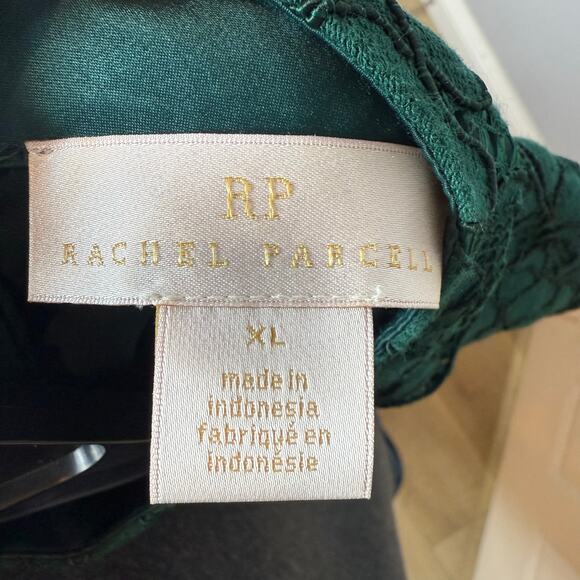 RP
RACHEL PARCELL
XL
made in
indonesia
fabriqué en
indonésie